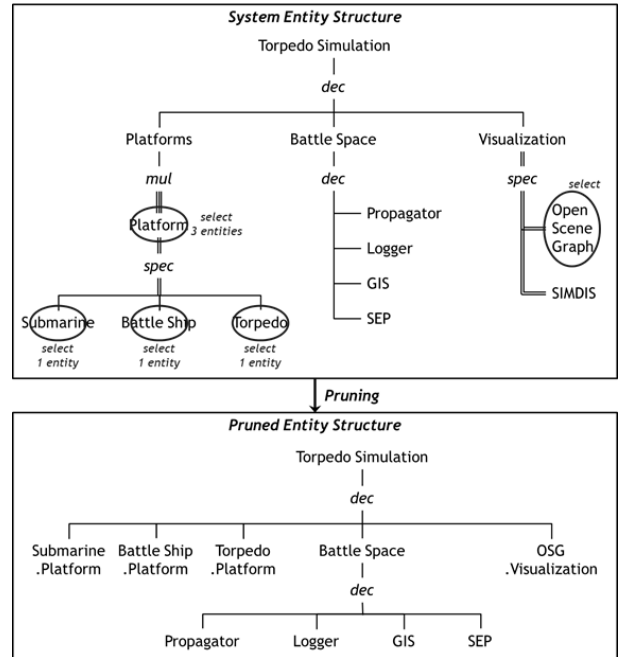 System Entity Structure
Torpedo Simulation
dec
Platforms
Battle Space
Visualization
mul
dec
spec
select
Platform
select
3 entities
Propagator
Open
Scene
Graph
Logger
spec
GIS
SIMDIS
SEP
Submarine
Battle Ship
Torpedo
select
1 entity
select
1 entity
select
1 entity
Pruning
Pruned Entity Structure
Torpedo Simulation
dec
Submarine
.Platform
Battle Ship
.Platform
Torpedo
.Platform
Battle Space
OSG
.Visualization
dec
Propagator
Logger
GIS
SEP